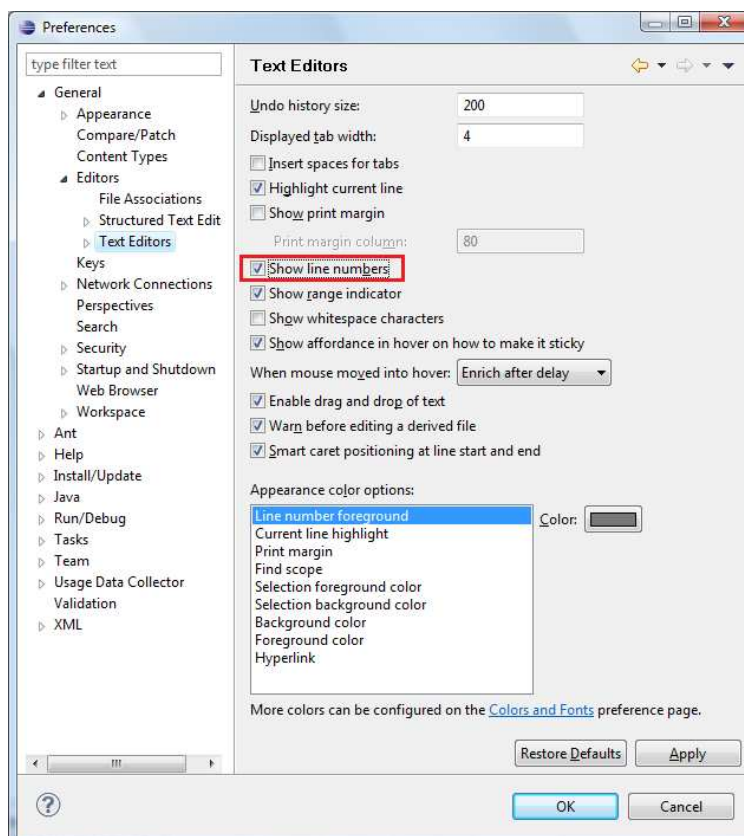 Preferences
type filter text
General
Appearance
Compare/Patch
Content Types
Editors
File Associations
Structured Text Edit
Text Editors
Keys
Network Connections
Perspectives
Search
Security
Startup and Shutdown
Web Browser
Workspace
Ant
Help
Install/Update
Java
Run/Debug
Tasks
Team
Usage Data Collector
Validation
XML
Text Editors
Undo history size: 200
Displayed tab width: 4
Insert spaces for tabs
Highlight current line
Show print margin
Print margin column: 80
Show line numbers
Show range indicator
Show whitespace characters
Show affordance in hover on how to make it sticky
When mouse moved into hover: Enrich after delay
Enable drag and drop of text
Warn before editing a derived file
Smart caret positioning at line start and end
Appearance color options:
Line number foreground
Current line highlight
Print margin
Find scope
Selection foreground color
Selection background color
Background color
Foreground color
Hyperlink
Color:
More colors can be configured on the Colors and Fonts preference page.
Restore Defaults Apply
OK Cancel